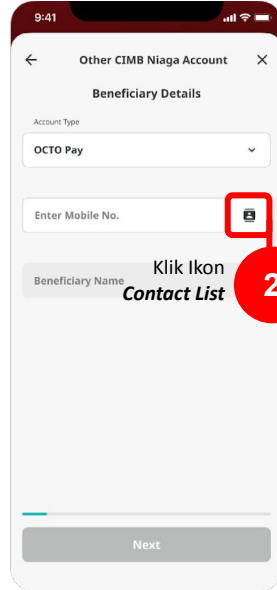 9:41
Other CIMB Niaga Account
Beneficiary Details
Account Type
OCTO Pay
Enter Mobile No.
Klik Ikon
Beneficiary Name
Contact List
2
Next